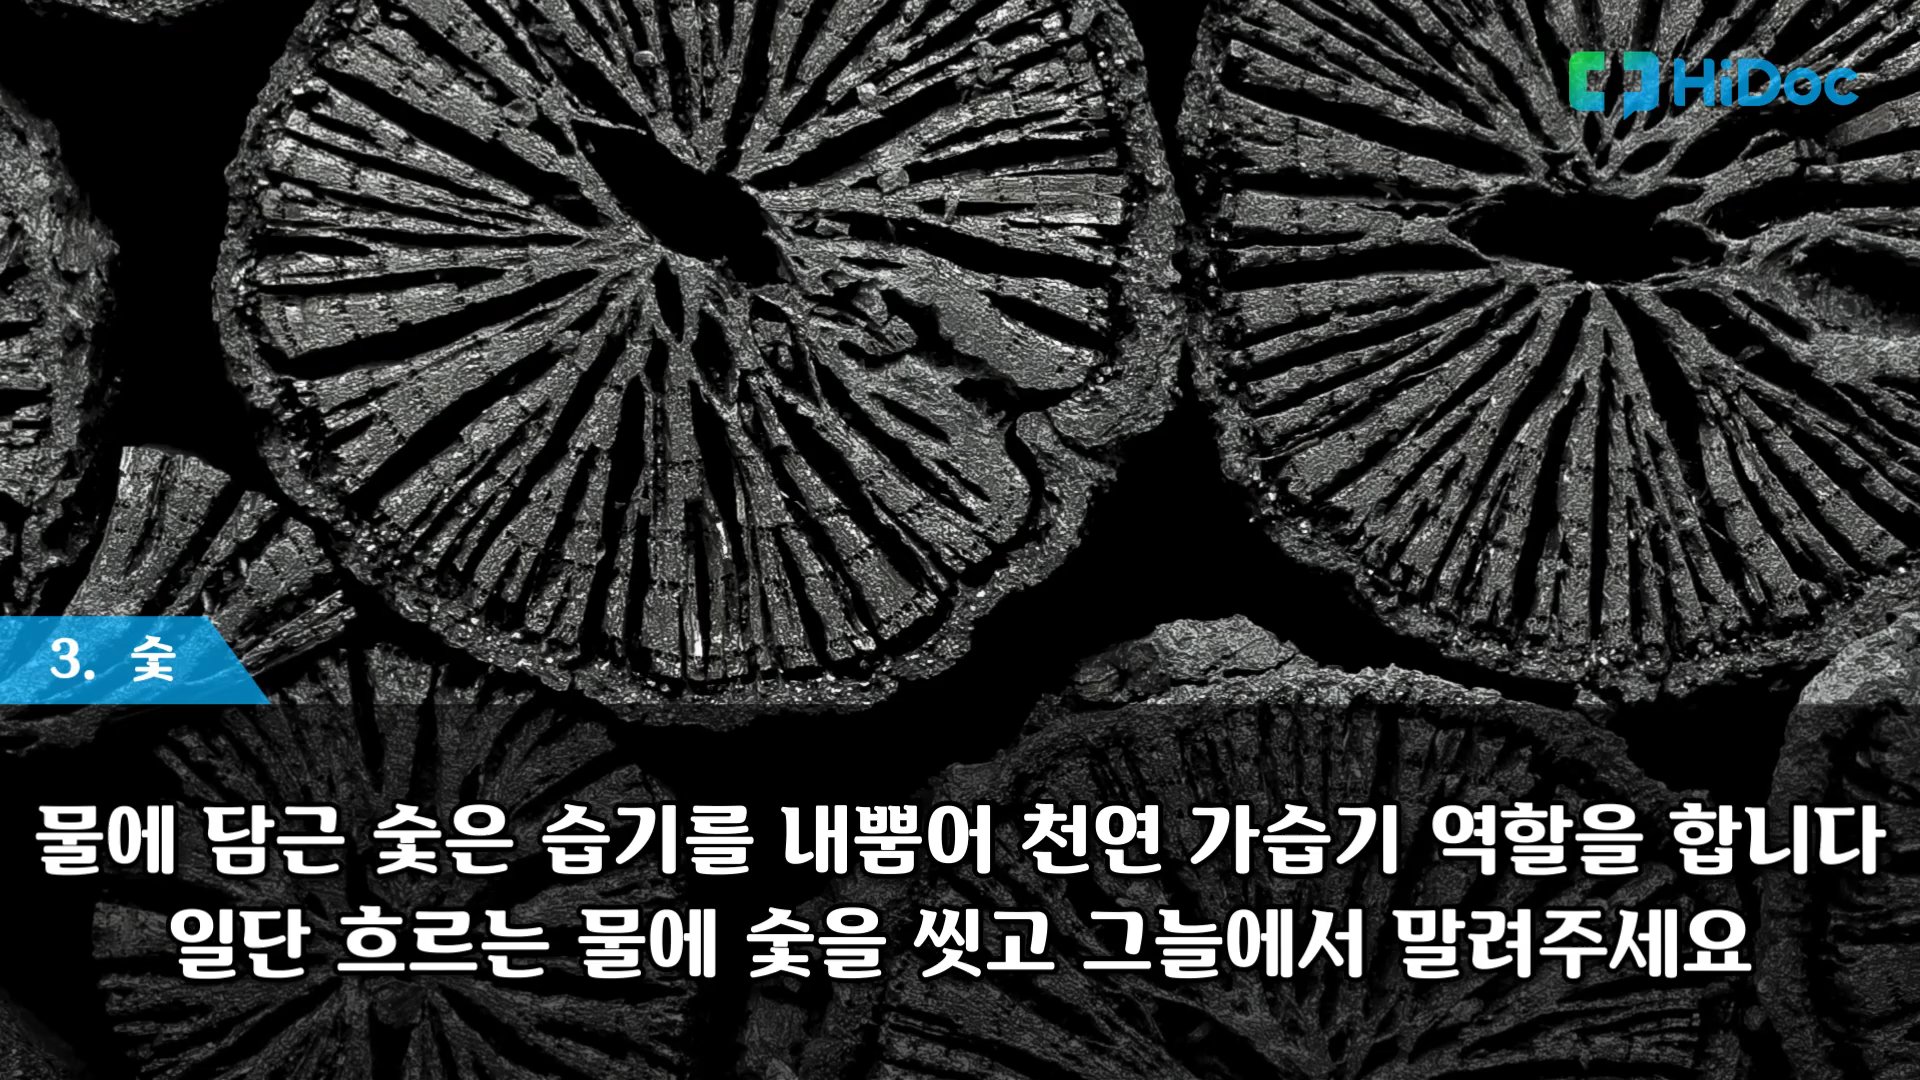 HiDoc
3. 숯
물에 담근 숯은 습기를 내뿜어 천연 가습기 역할을 합니다
일단 흐르는 물에 숯을 씻고 그늘에서 말려주세요